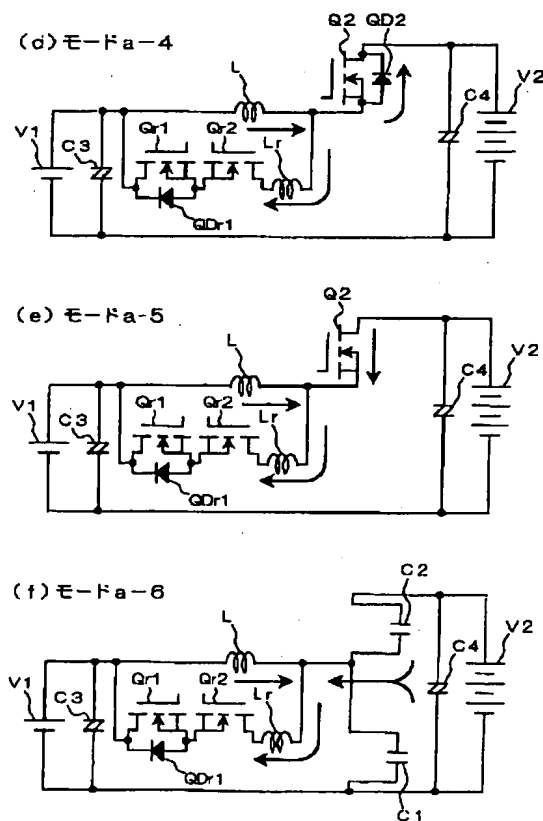 (d) モードa-4
Q2 QD2
L
V2
C4
V1
C3
Qr1 Qr2
Lr
QDr1
(e) モードa-5
Q2
L
V2
C4
V1
C3
Qr1 Qr2
Lr
QDr1
(f) モードa-6
C2
L
V2
C4
V1
C3
Qr1 Qr2
Lr
QDr1
C1